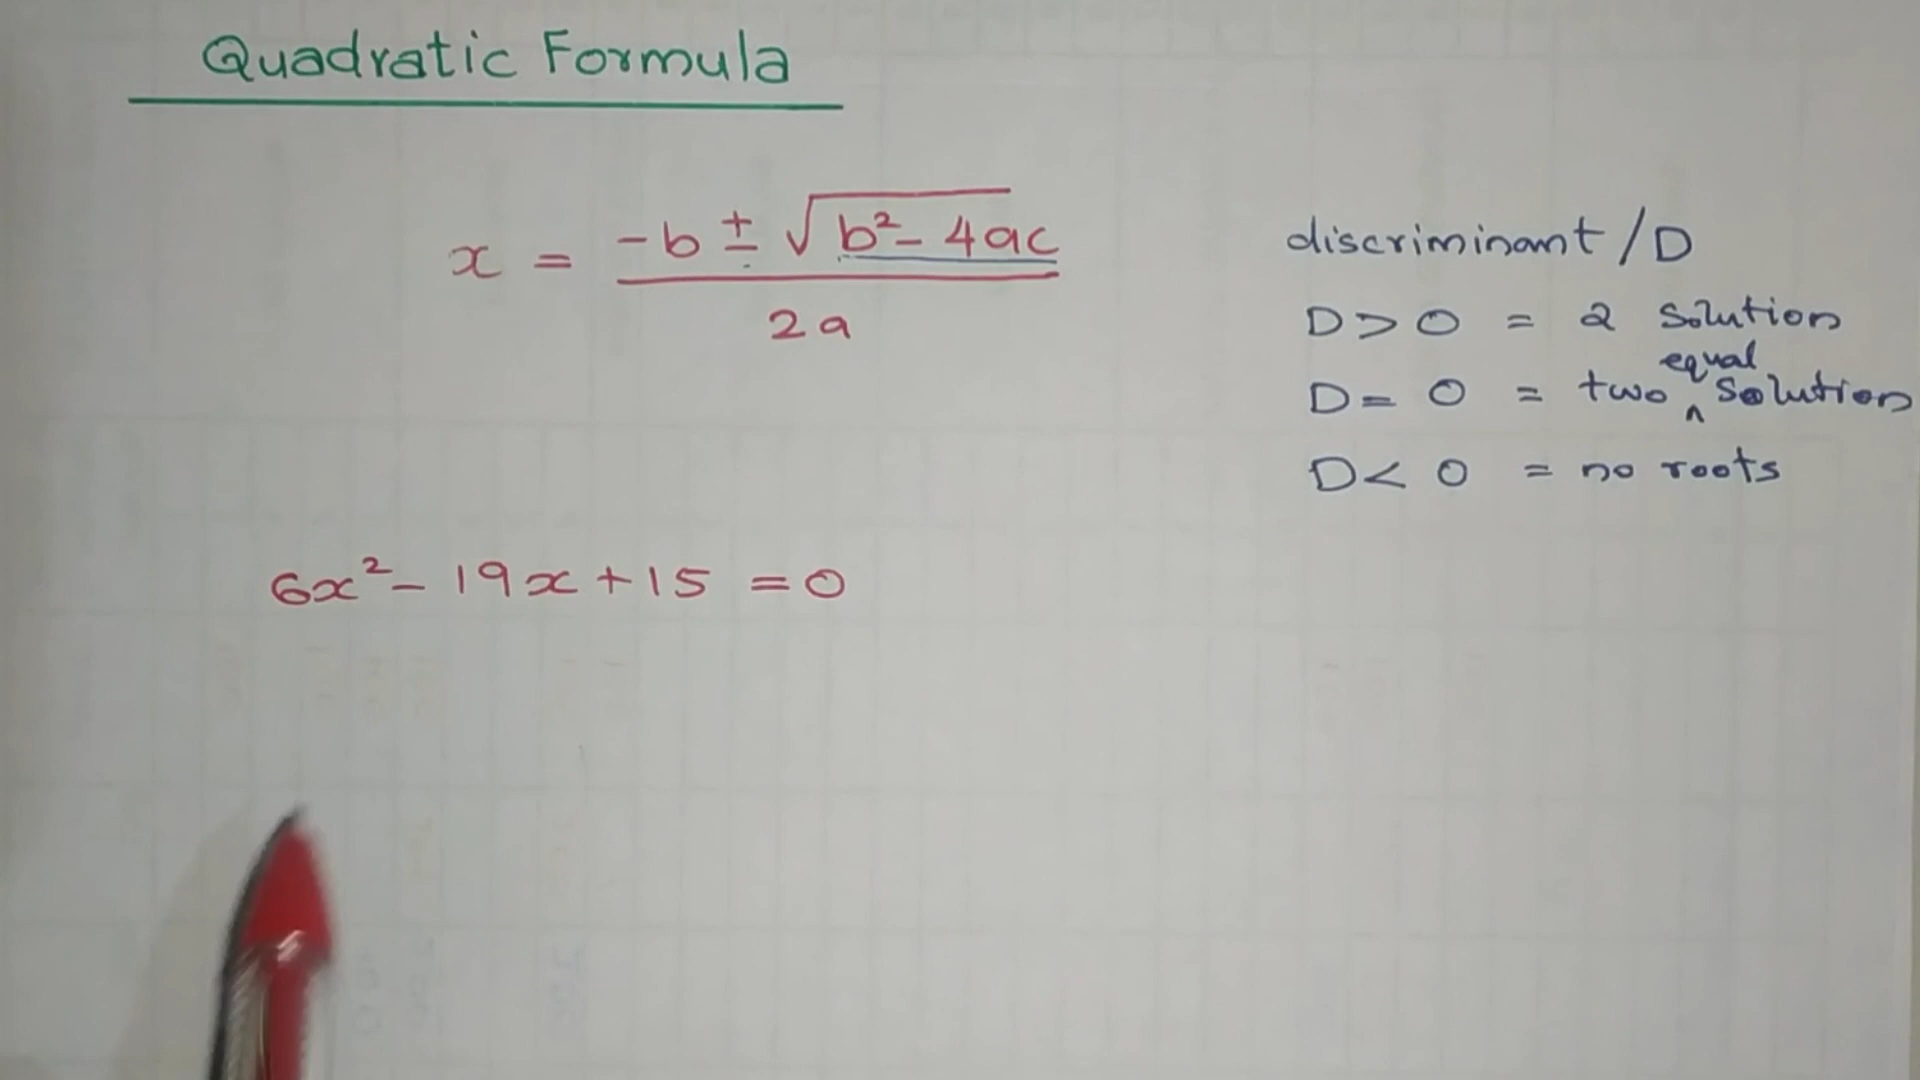 Quadratic Formula
x = -b ± √b²-4ac
2a
discriminant /D
D > 0 = 2 Solution
equal
D = 0 = two ^ Solution
D < 0 = no roots
6x² - 19x + 15 = 0